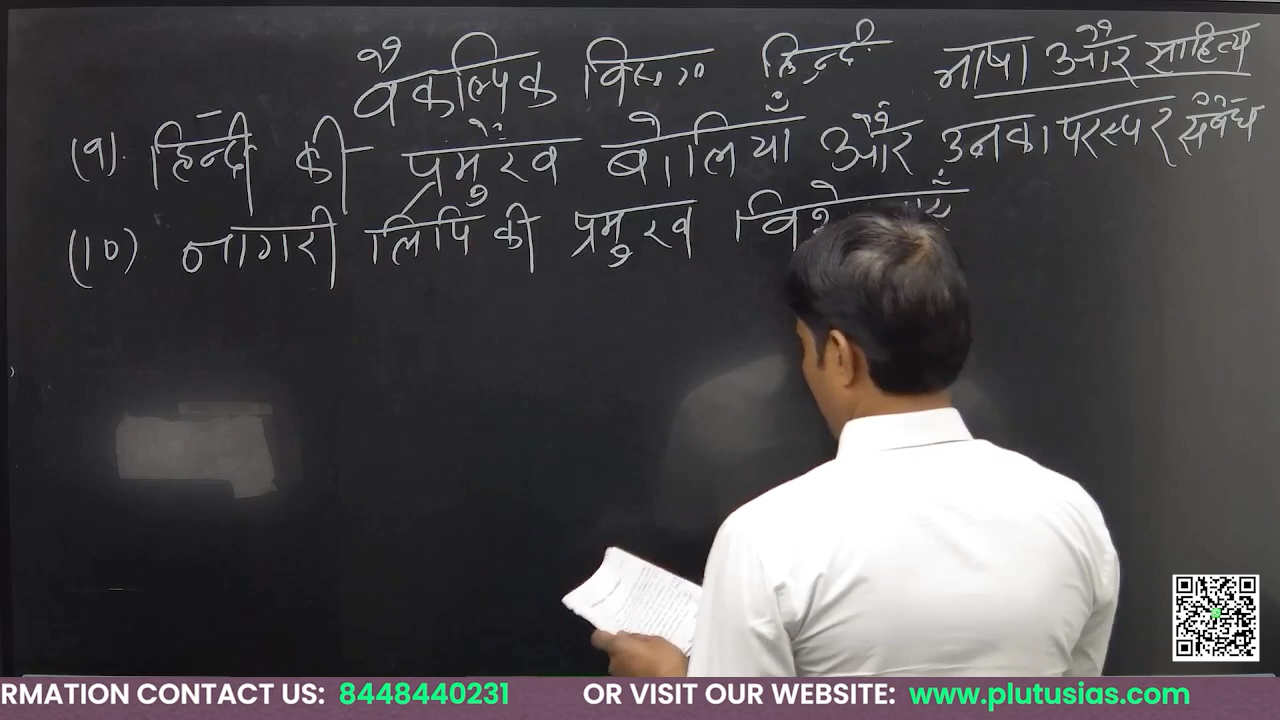 वैकल्पिक विषय हिन्दी भाषा और साहित्य
(9). हिन्दी की प्रमुख बोलियाँ और उनका परस्पर संबंध
(10) नागरी लिपि की प्रमुख
RMATION CONTACT US: 8448440231 OR VISIT OUR WEBSITE: www.plutusias.com